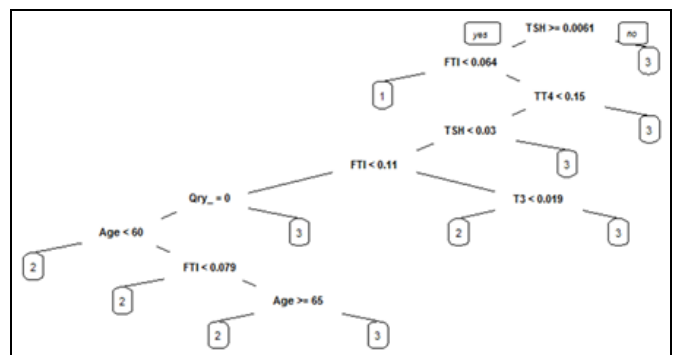 yes TSH >= 0.0061 no
FTI < 0.064 3
1 TT4 < 0.15
TSH < 0.03 3
FTI < 0.11 3
Qry_ = 0 T3 < 0.019
Age < 60 3 2 3
2 FTI < 0.079
2 Age >= 65
2 3